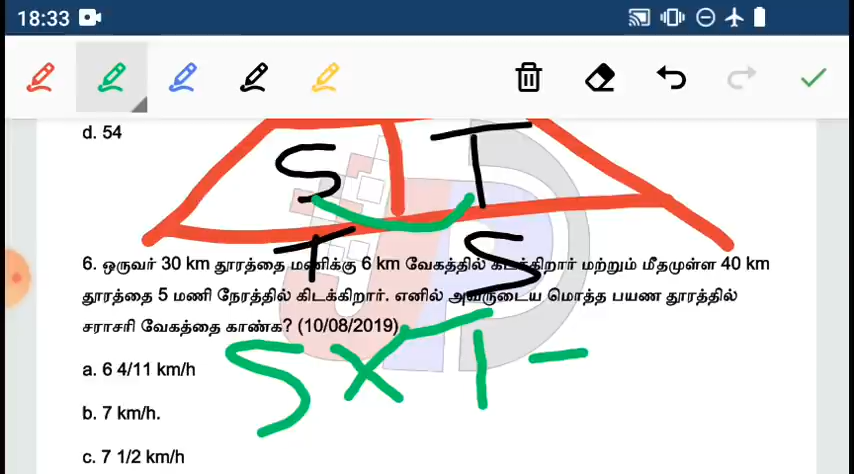 18:33
d. 54
S T
T S
6. ஒருவர் 30 km தூரத்தை மணிக்கு 6 km வேகத்தில் கடக்கிறார் மற்றும் மீதமுள்ள 40 km
தூரத்தை 5 மணி நேரத்தில் கிடக்கிறார். எனில் அவருடைய மொத்த பயண தூரத்தில்
சராசரி வேகத்தை காண்க? (10/08/2019)
S × T -
a. 6 4/11 km/h
b. 7 km/h.
c. 7 1/2 km/h